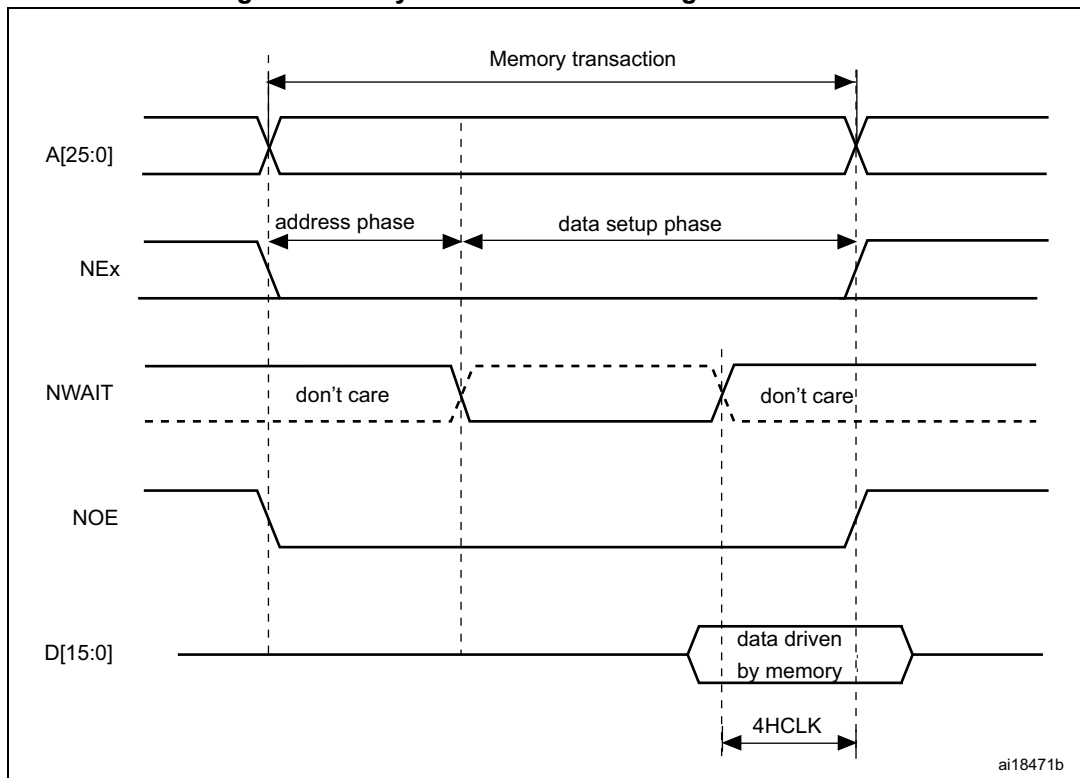 Memory transaction
A[25:0]
address phase
data setup phase
NEx
NWAIT
don't care
don't care
NOE
D[15:0]
data driven
by memory
4HCLK
ai18471b